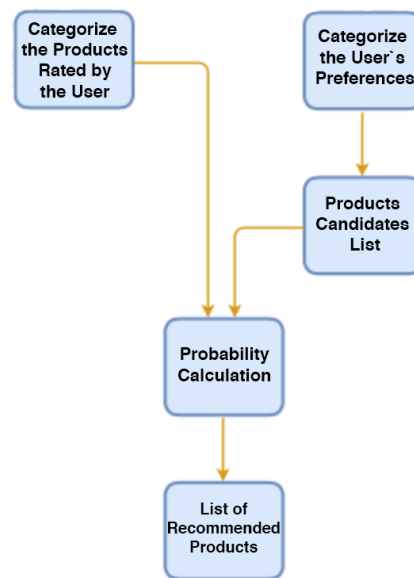 Categorize
the Products
Rated by
the User
Categorize
the User`s
Preferences
Products
Candidates
List
Probability
Calculation
List of
Recommended
Products